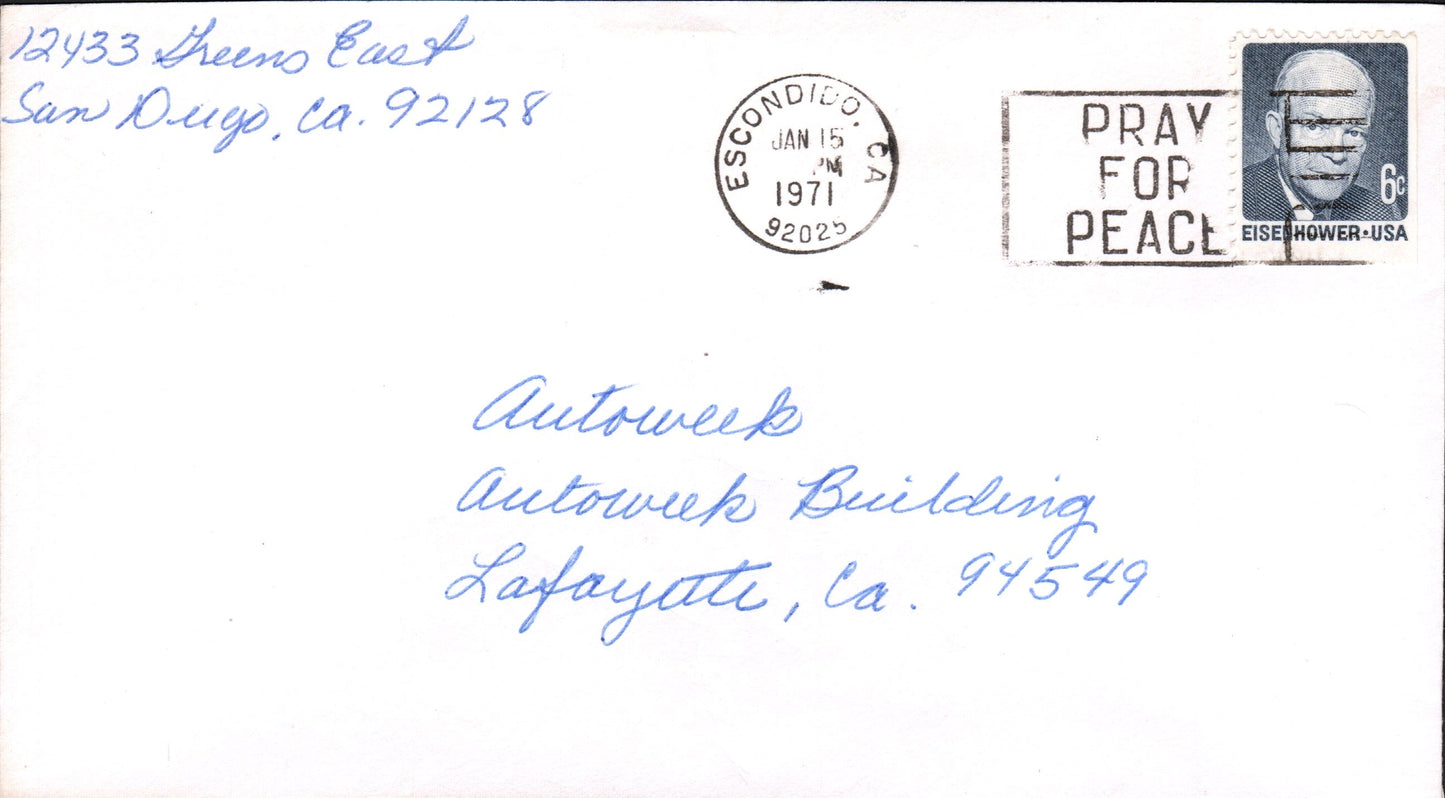 12433 Greens East
San Diego, Ca. 92128
ESCONDIDO, CA
JAN 15
PM
1971
92025
PRAY
FOR
PEACE
6c
EISENHOWER·USA
Autoweek
Autoweek Building
Lafayette, Ca. 94549